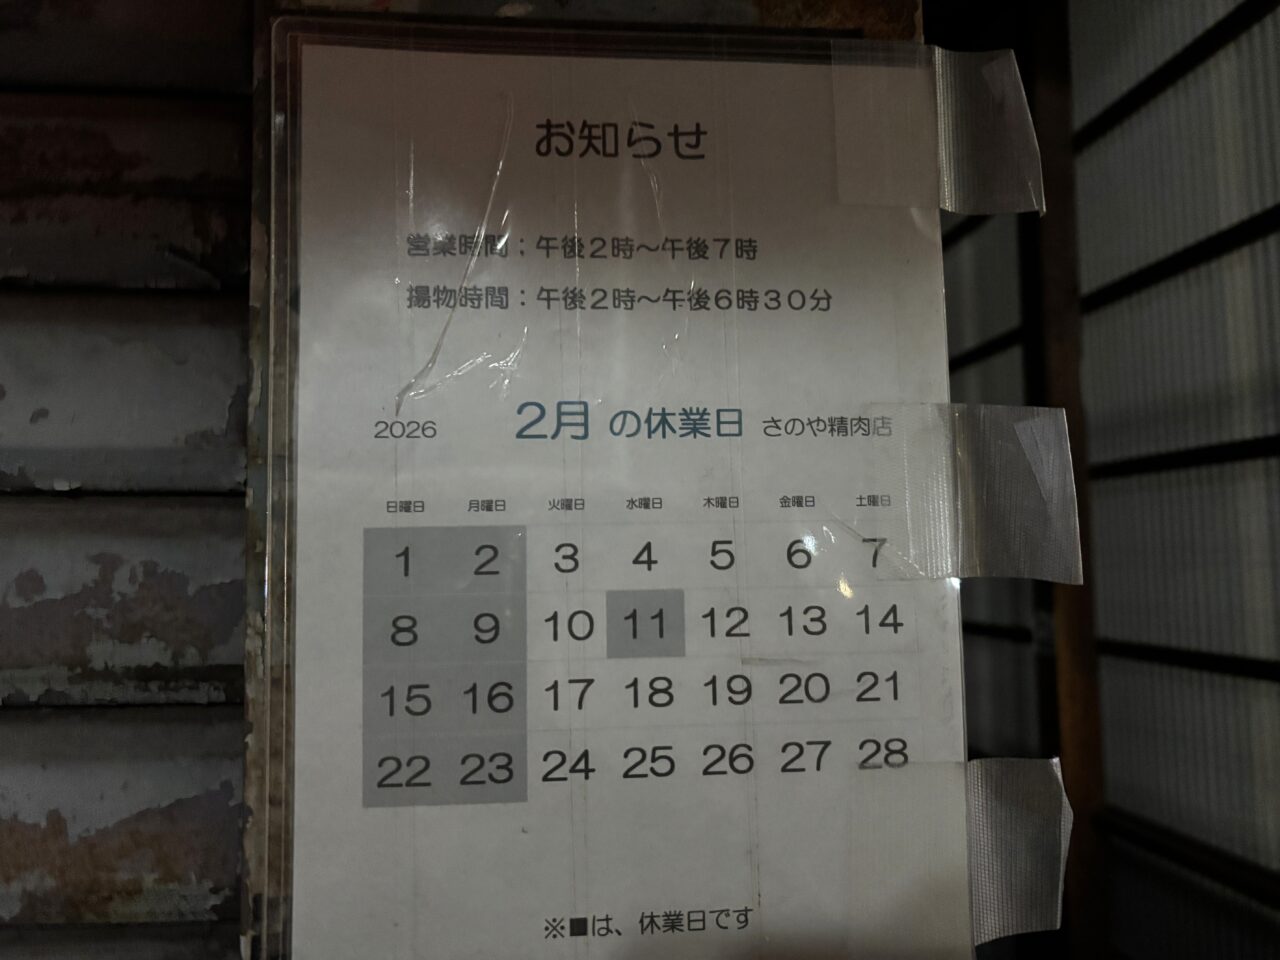 お知らせ
営業時間：午後２時～午後７時
揚物時間：午後２時～午後６時３０分
2026 2月 の休業日 さのや精肉店
日曜日 月曜日 火曜日 水曜日 木曜日 金曜日 土曜日
1 2 3 4 5 6 7
8 9 10 11 12 13 14
15 16 17 18 19 20 21
22 23 24 25 26 27 28
※■は、休業日です